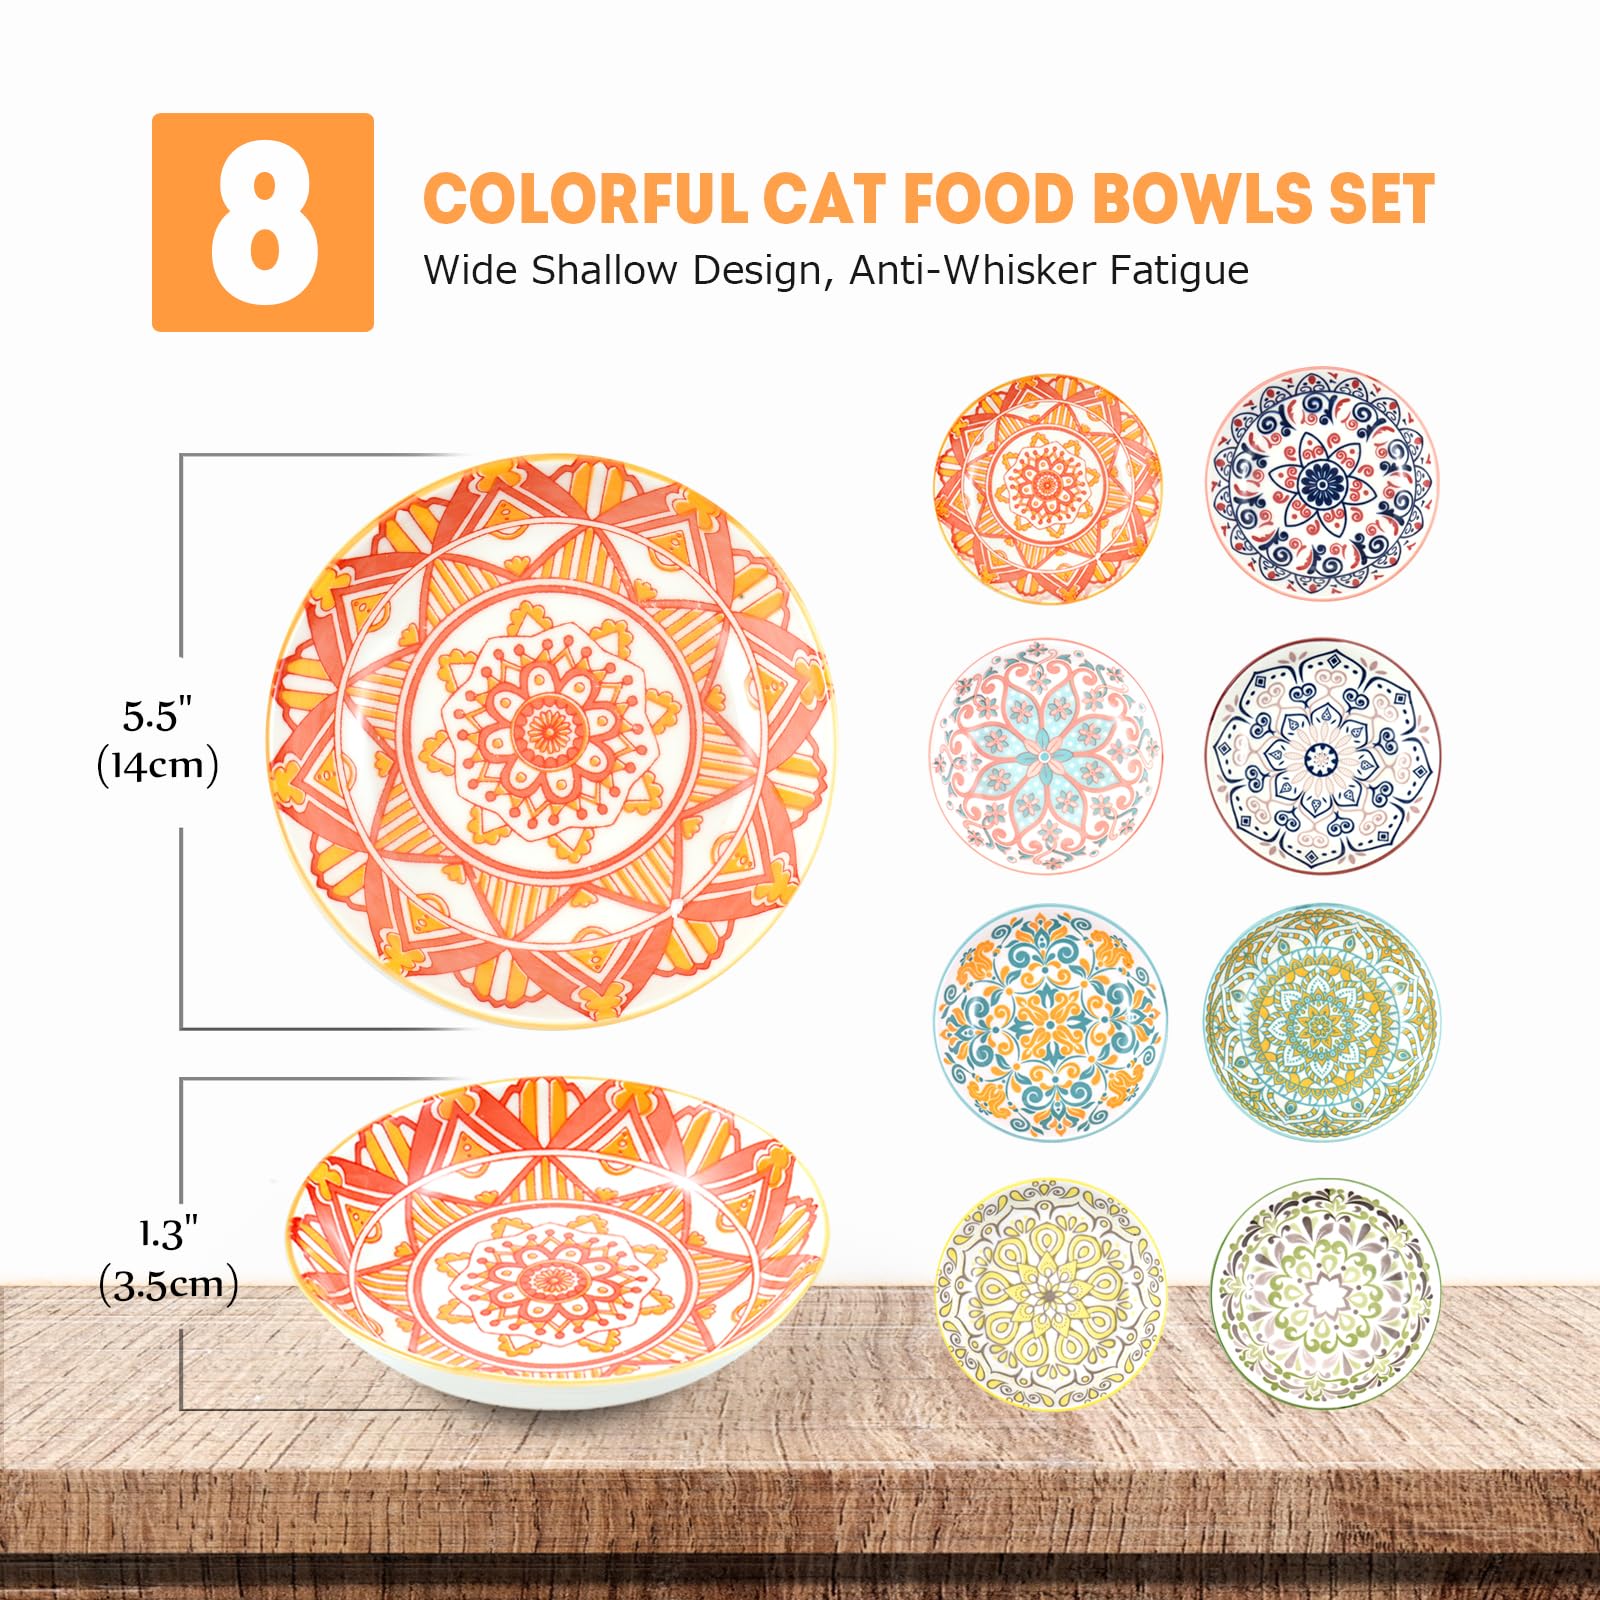 8
COLORFUL CAT FOOD BOWLS SET
Wide Shallow Design, Anti-Whisker Fatigue
5.5"
(14cm)
1.3"
(3.5cm)